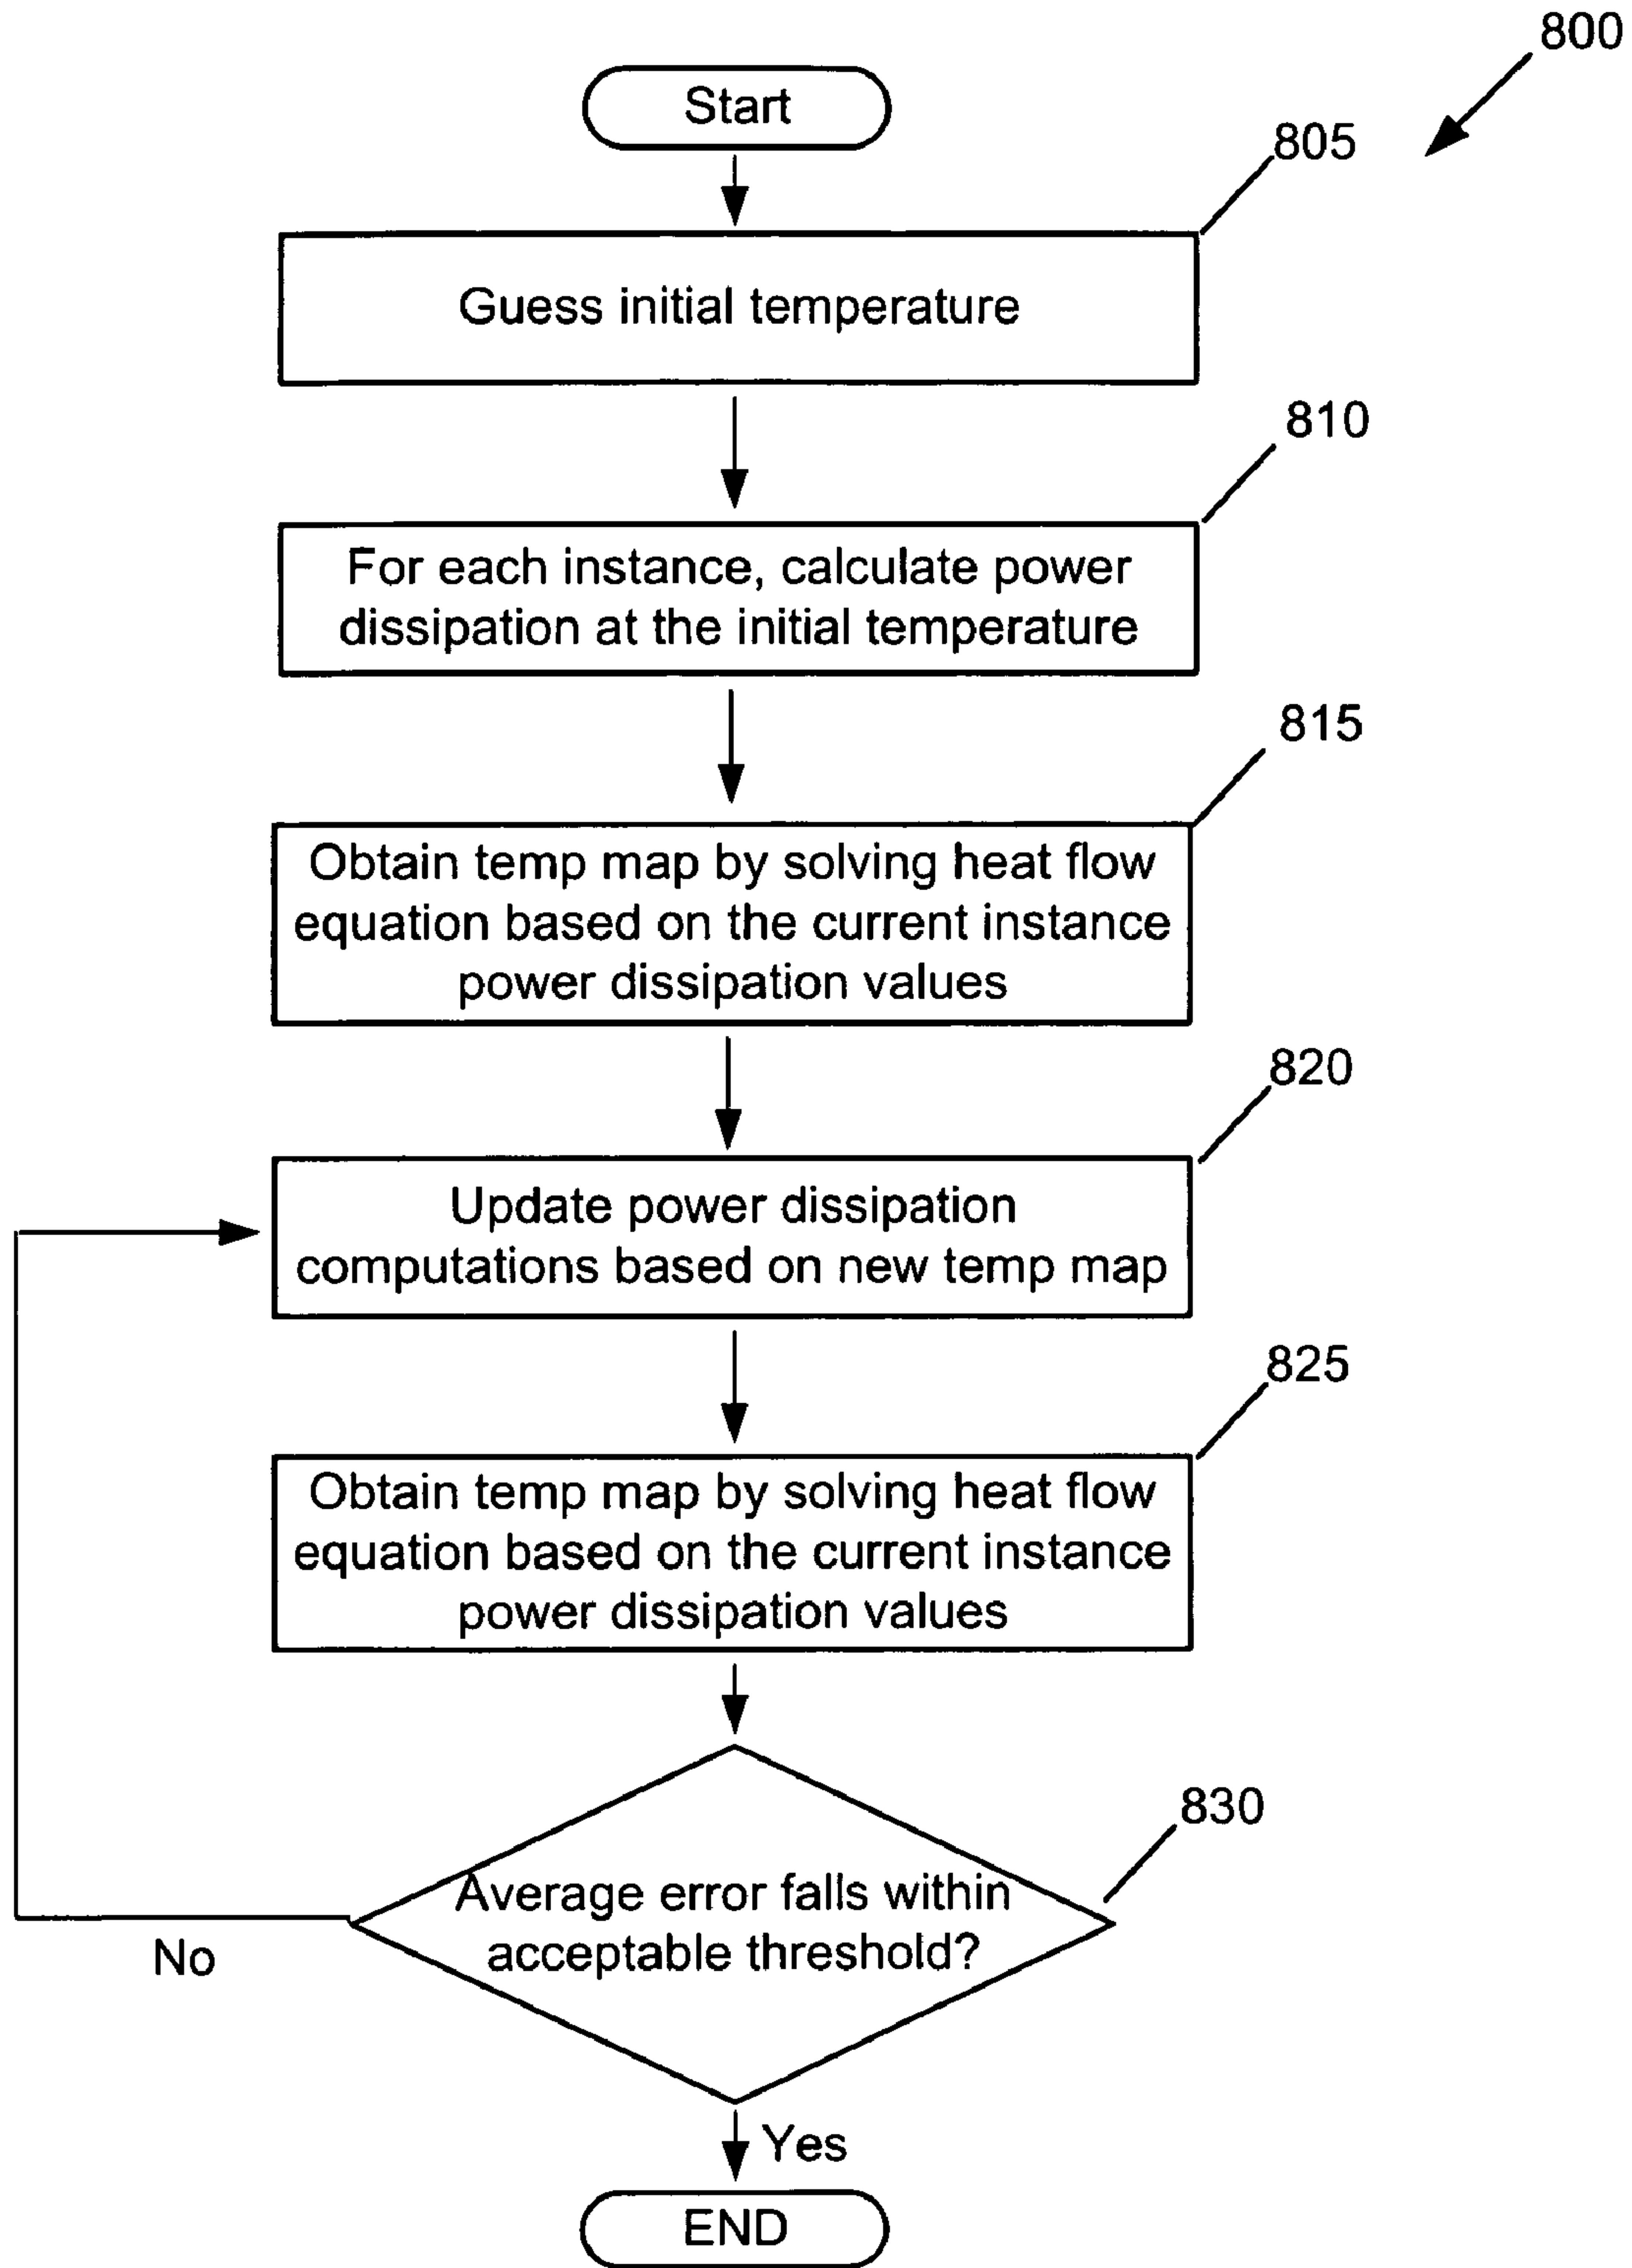 800
Start
805
Guess initial temperature
810
For each instance, calculate power
dissipation at the initial temperature
815
Obtain temp map by solving heat flow
equation based on the current instance
power dissipation values
820
Update power dissipation
computations based on new temp map
825
Obtain temp map by solving heat flow
equation based on the current instance
power dissipation values
830
Average error falls within
acceptable threshold?
No
Yes
END